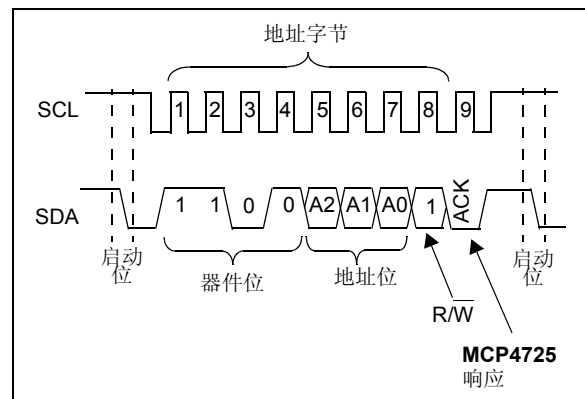 地址字节
SCL 1 2 3 4 5 6 7 8 9
SDA 1 1 0 0 A2 A1 A0 1 ACK
启动位 器件位 地址位 启动位
R/W̅
MCP4725
响应